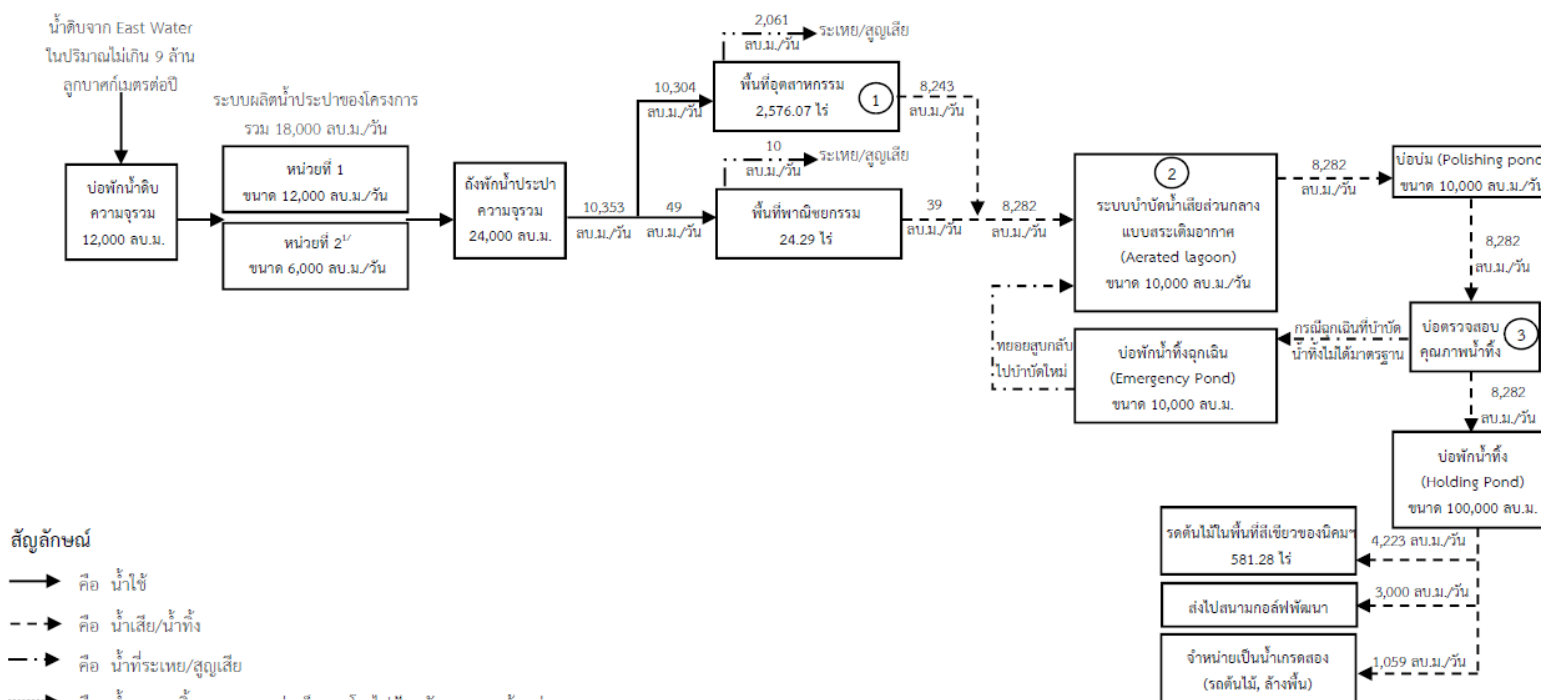 น้ำดิบจาก East Water
ในปริมาณไม่เกิน 9 ล้าน
ลูกบาศก์เมตรต่อปี
บ่อพักน้ำดิบ
ความจุรวม
12,000 ลบ.ม.
ระบบผลิตน้ำประปาของโครงการ
รวม 18,000 ลบ.ม./วัน
หน่วยที่ 1
ขนาด 12,000 ลบ.ม./วัน
หน่วยที่ 2¹ᐟ
ขนาด 6,000 ลบ.ม./วัน
ถังพักน้ำประปา
ความจุรวม
24,000 ลบ.ม.
10,353
ลบ.ม./วัน
49
ลบ.ม./วัน
10,304
ลบ.ม./วัน
2,061
ลบ.ม./วัน
ระเหย/สูญเสีย
พื้นที่อุตสาหกรรม
2,576.07 ไร่
1
8,243
ลบ.ม./วัน
10
ลบ.ม./วัน
ระเหย/สูญเสีย
พื้นที่พาณิชยกรรม
24.29 ไร่
39
ลบ.ม./วัน
8,282
ลบ.ม./วัน
2
ระบบบำบัดน้ำเสียส่วนกลาง
แบบสระเติมอากาศ
(Aerated lagoon)
ขนาด 10,000 ลบ.ม./วัน
8,282
ลบ.ม./วัน
บ่อบ่ม (Polishing pond
ขนาด 10,000 ลบ.ม./วัน
8,282
ลบ.ม./วัน
บ่อตรวจสอบ
คุณภาพน้ำทิ้ง
3
กรณีฉุกเฉินที่บำบัด
น้ำทิ้งไม่ได้มาตรฐาน
บ่อพักน้ำทิ้งฉุกเฉิน
(Emergency Pond)
ขนาด 10,000 ลบ.ม.
ทยอยสูบกลับ
ไปบำบัดใหม่
8,282
ลบ.ม./วัน
บ่อพักน้ำทิ้ง
(Holding Pond)
ขนาด 100,000 ลบ.ม.
รดต้นไม้ในพื้นที่สีเขียวของนิคมฯ
581.28 ไร่
4,223 ลบ.ม./วัน
ส่งไปสนามกอล์ฟพัฒนา
3,000 ลบ.ม./วัน
จำหน่ายเป็นน้ำเกรดสอง
(รดต้นไม้, ล้างพื้น)
1,059 ลบ.ม./วัน
สัญลักษณ์
คือ น้ำใช้
คือ น้ำเสีย/น้ำทิ้ง
คือ น้ำที่ระเหย/สูญเสีย